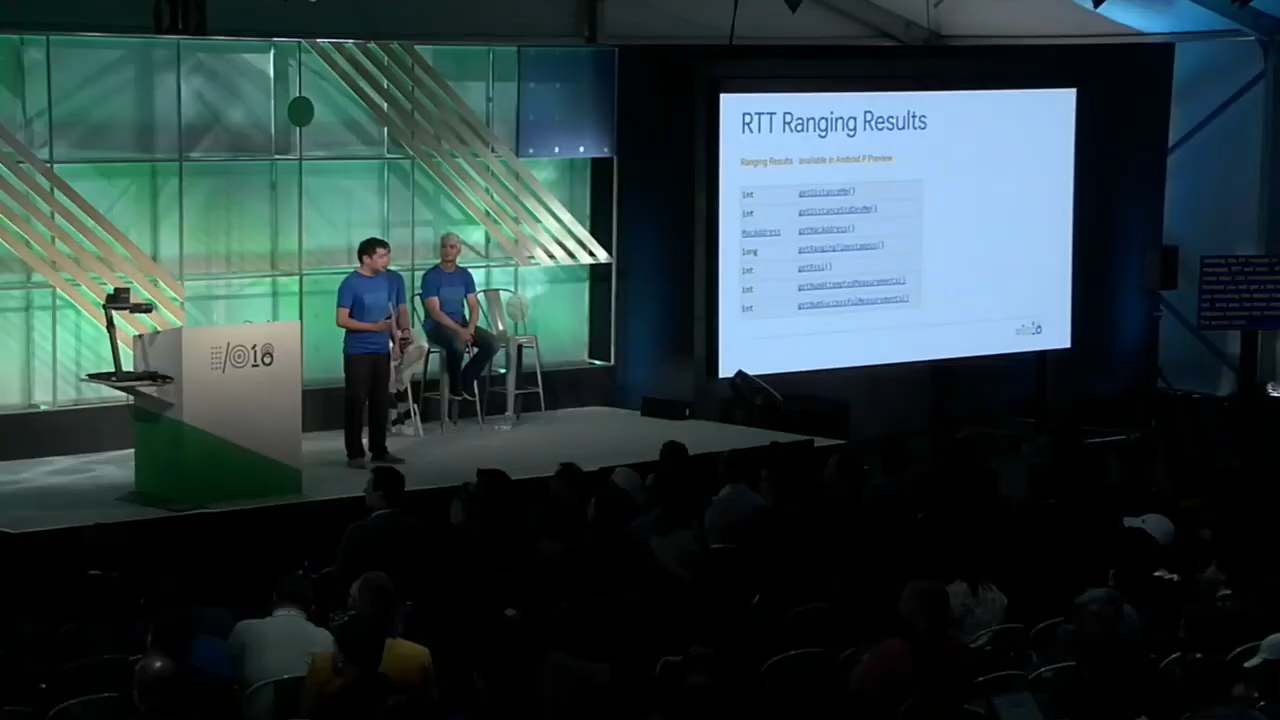 RTT Ranging Results
Ranging Results - available in Android P Preview
int getDistanceMm()
int getDistanceStdDevMm()
MacAddress getMacAddress()
long getRangingTimestamp
int getRssi()
int getNumAttemptedMeasurements()
int getNumSuccessfulMeasurements()
I/O18